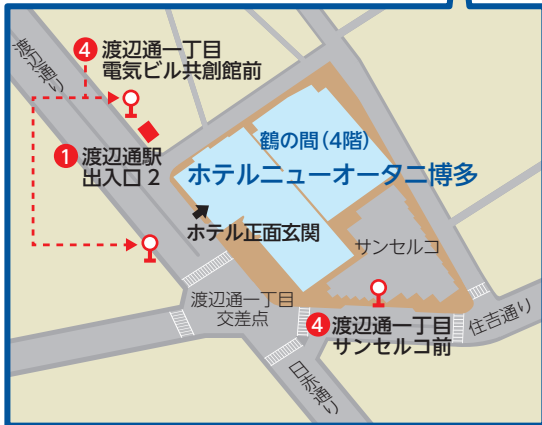 渡辺通り
4 渡辺通一丁目
電気ビル共創館前
1 渡辺通駅
出入口 2
鶴の間(4階)
ホテルニューオータニ博多
ホテル正面玄関
サンセルコ
渡辺通一丁目
交差点
4 渡辺通一丁目
サンセルコ前
住吉通り
日赤通り